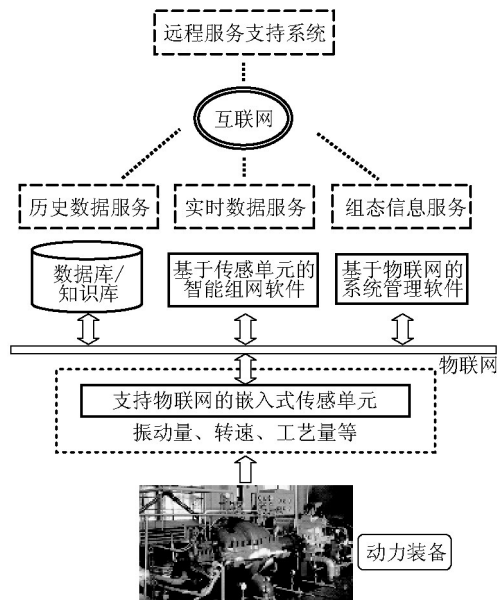 远程服务支持系统
互联网
历史数据服务
实时数据服务
组态信息服务
数据库/
知识库
基于传感单元的
智能组网软件
基于物联网的
系统管理软件
物联网
支持物联网的嵌入式传感单元
振动量、转速、工艺量等
动力装备